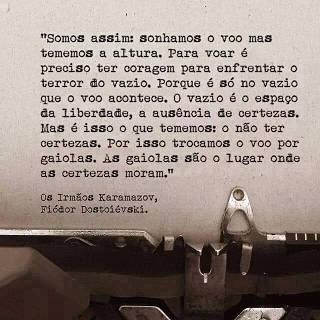 "Somos assim: sonhamos o voo mas
tememos a altura. Para voar é
preciso ter coragem para enfrentar o
terror do vazio. Porque é só no vazio
que o voo acontece. O vazio é o espaço
da liberdade, a ausência de certezas.
Mas é isso o que tememos: o não ter
certezas. Por isso trocamos o voo por
gaiolas. As gaiolas são o lugar onde
as certezas moram."
Os Irmãos Karamazov,
Fiódor Dostoiévski.